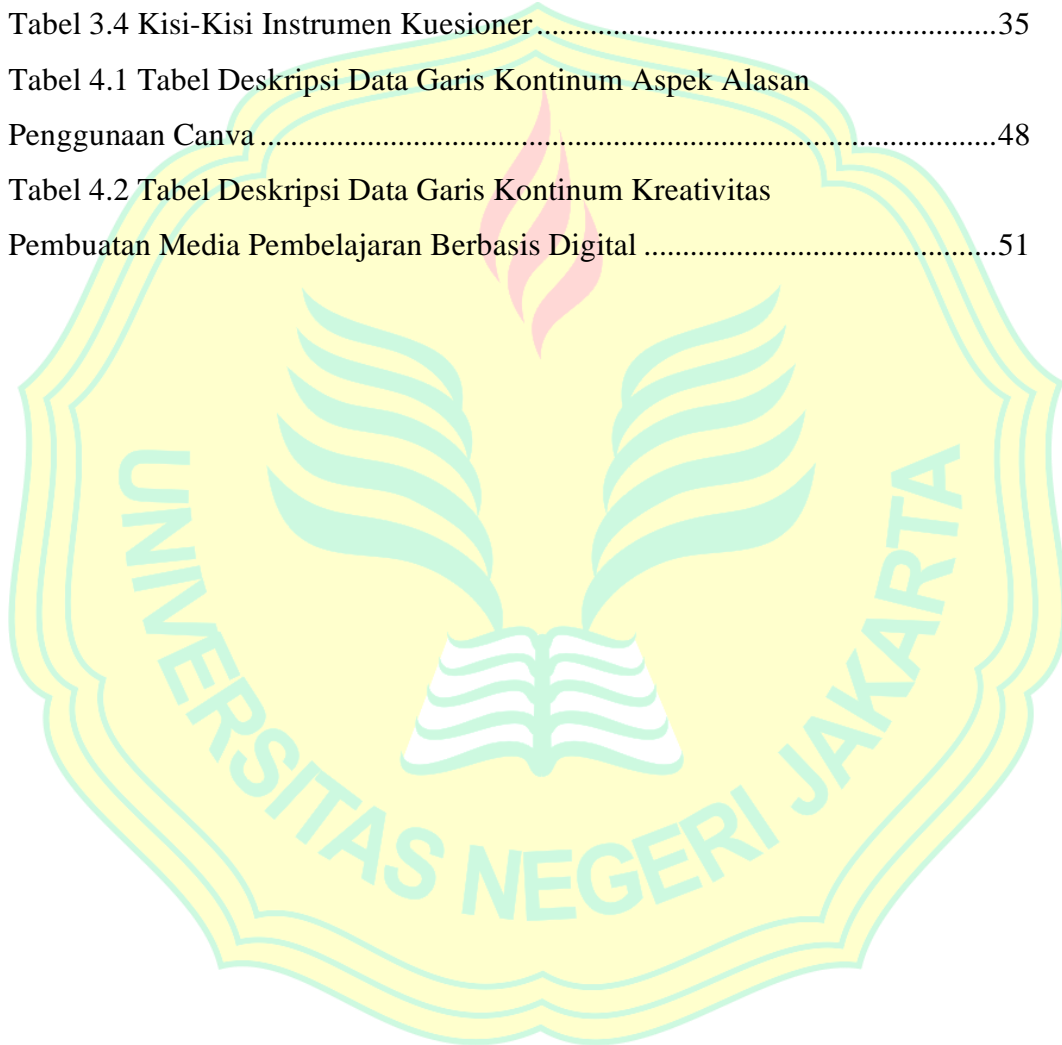 Tabel 3.4 Kisi-Kisi Instrumen Kuesioner.......................................................35
Tabel 4.1 Tabel Deskripsi Data Garis Kontinum Aspek Alasan
Penggunaan Canva........................................................................................48
Tabel 4.2 Tabel Deskripsi Data Garis Kontinum Kreativitas
Pembuatan Media Pembelajaran Berbasis Digital..........................................51
UNIVERSITAS NEGERI JAKARTA